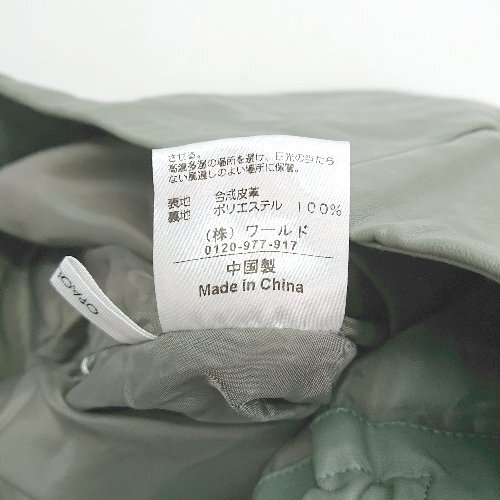 させる。
高温多湿の場所を避け、日光の当たら
ない風通しのよい場所に保管。
表地 合成皮革
裏地 ポリエステル 100%
(株)ワールド
0120-977-917
中国製
Made in China
OPAQU